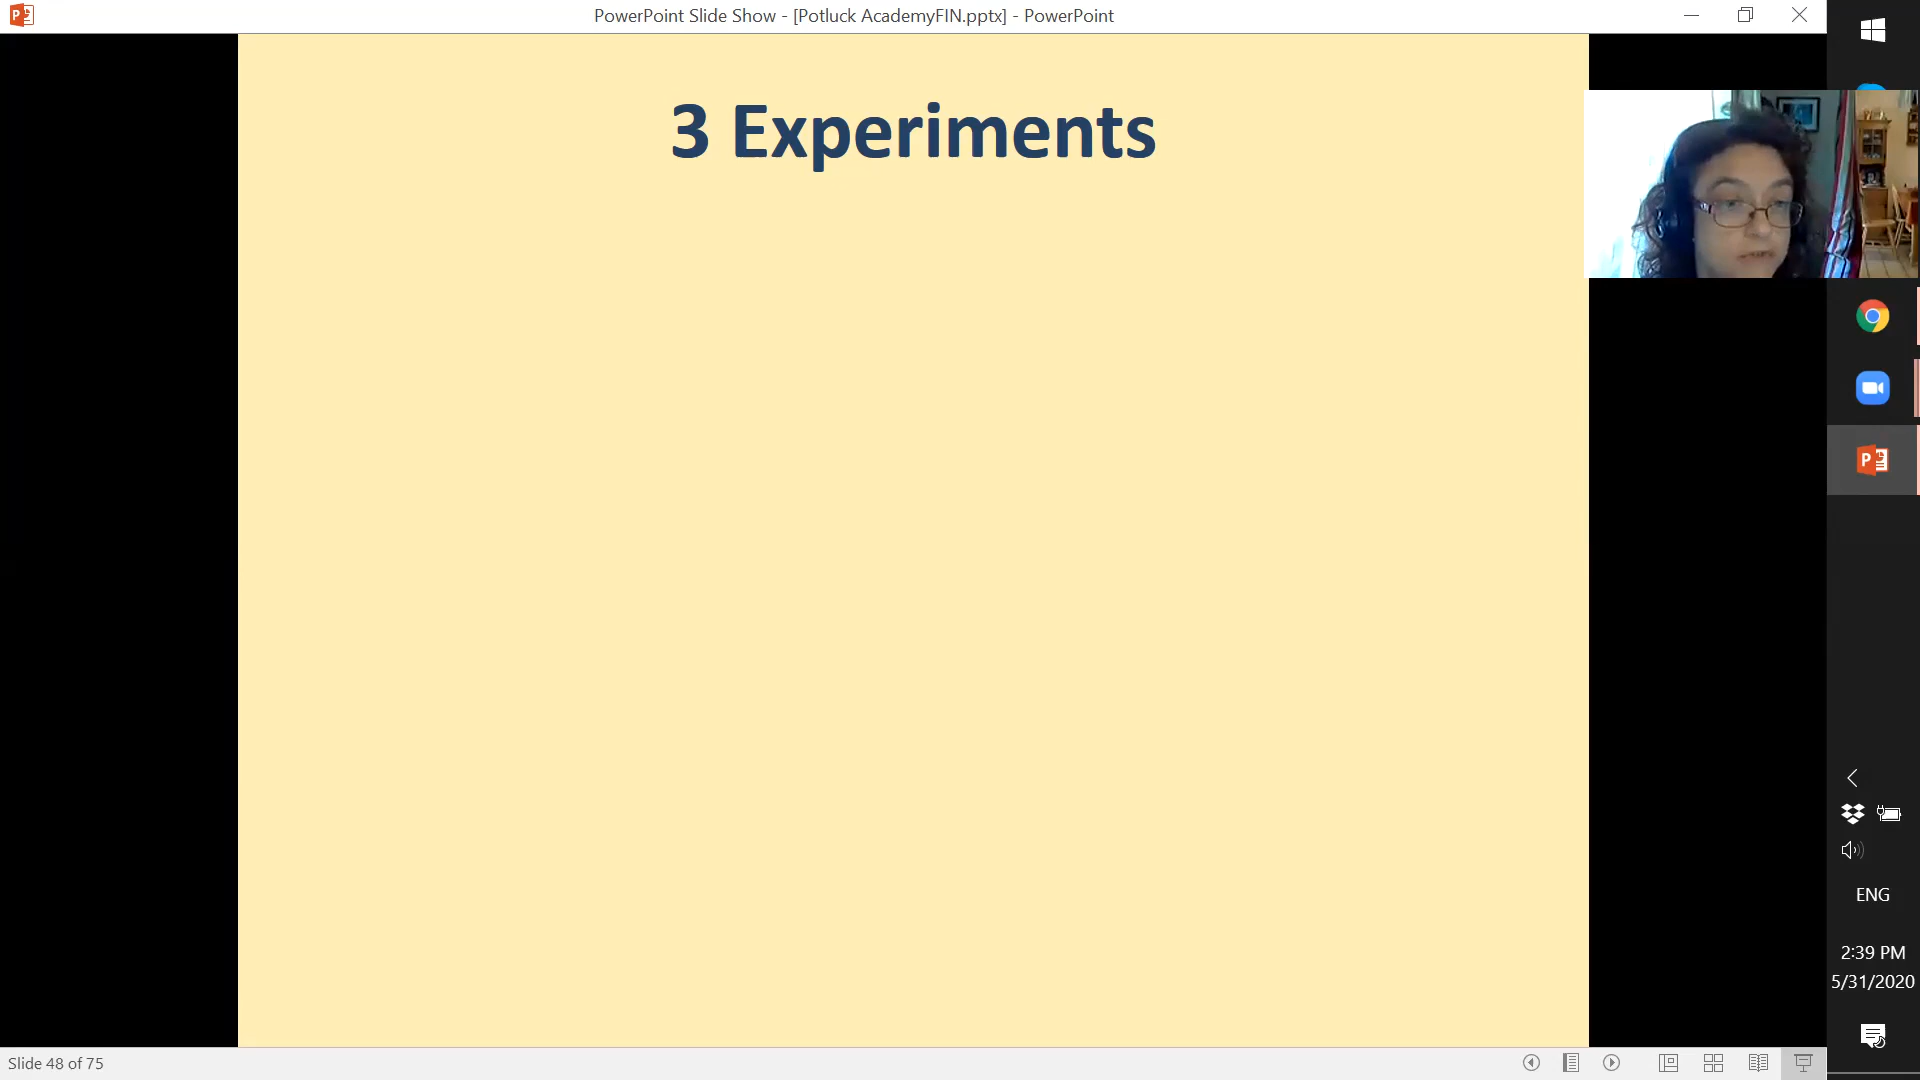 PowerPoint Slide Show - [Potluck AcademyFIN.pptx] - PowerPoint
3 Experiments
ENG
2:39 PM
5/31/2020
Slide 48 of 75